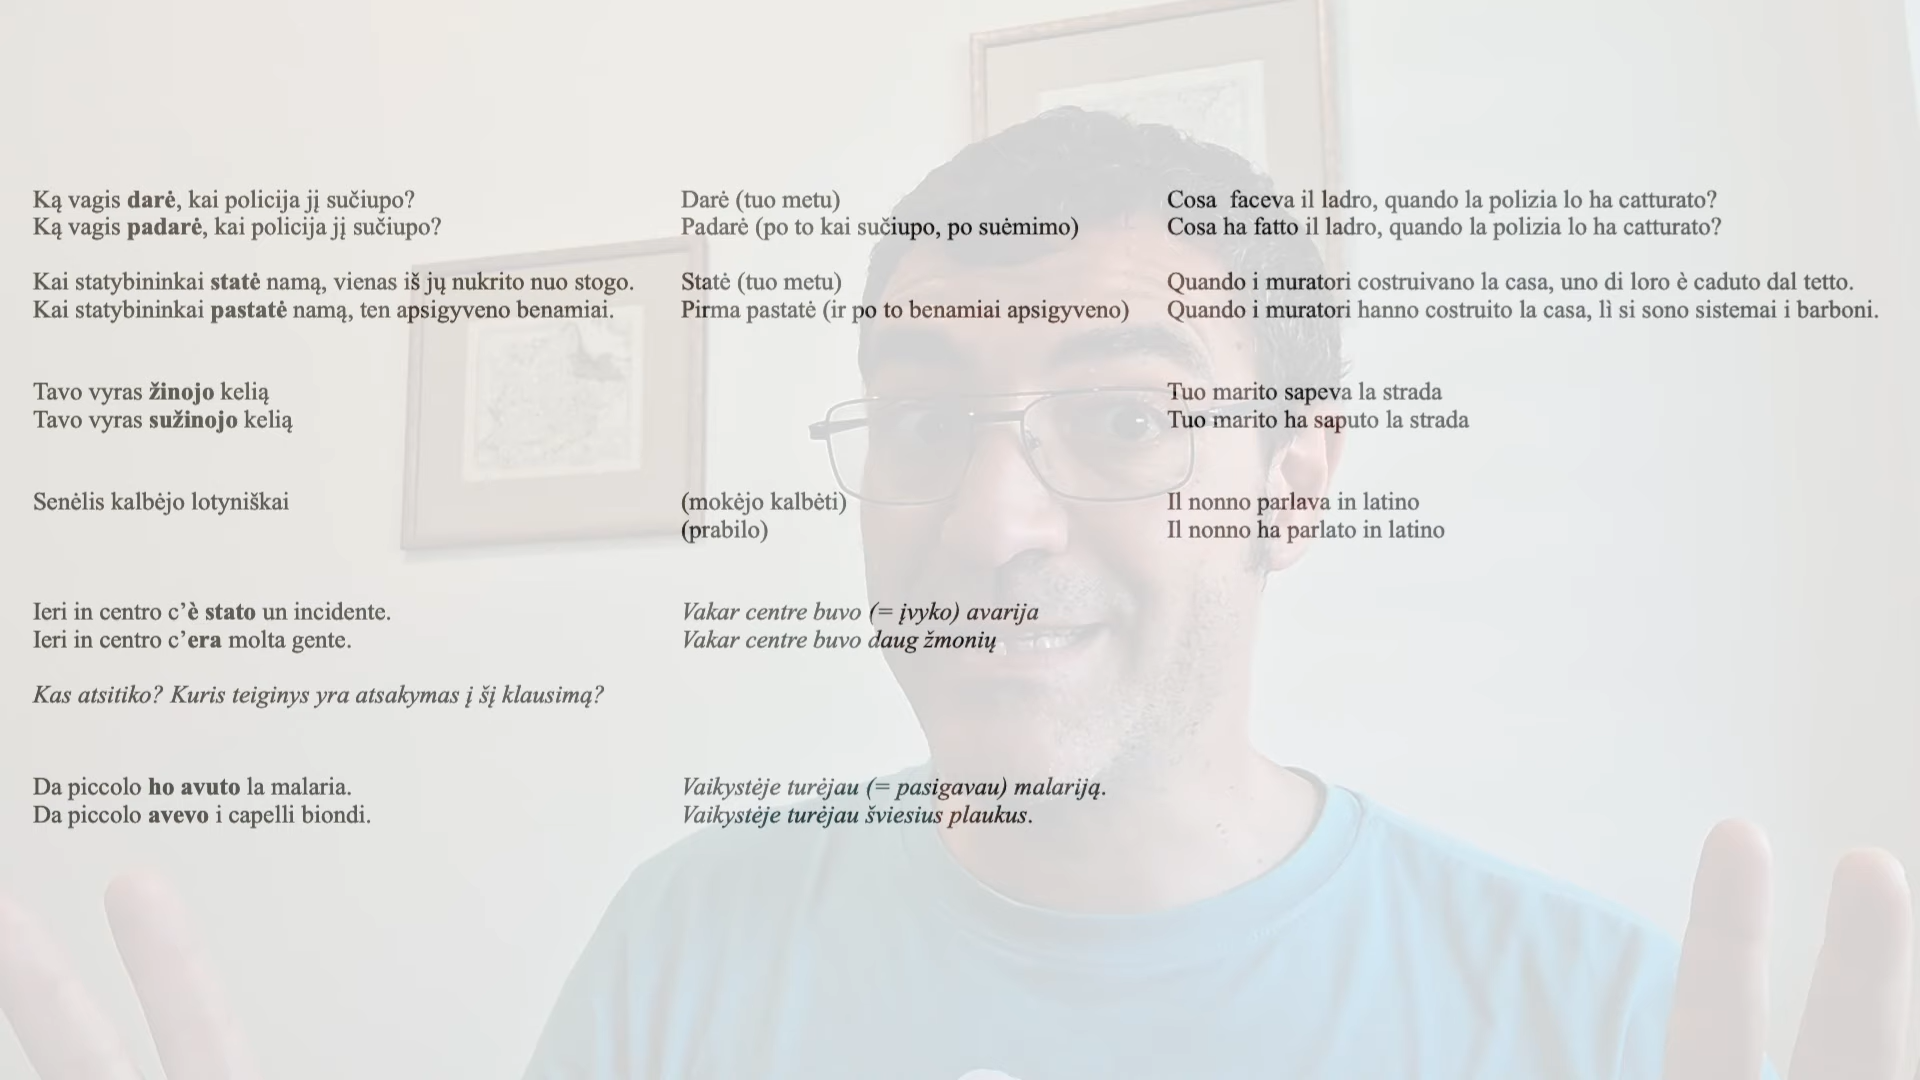 Ką vagis darė, kai policija jį sučiupo? Darė (tuo metu) Cosa faceva il ladro, quando la polizia lo ha catturato?
Ką vagis padarė, kai policija jį sučiupo? Padarė (po to kai sučiupo, po suėmimo) Cosa ha fatto il ladro, quando la polizia lo ha catturato?
Kai statybininkai statė namą, vienas iš jų nukrito nuo stogo. Statė (tuo metu) Quando i muratori costruivano la casa, uno di loro è caduto dal tetto.
Kai statybininkai pastatė namą, ten apsigyveno benamiai. Pirma pastatė (ir po to benamiai apsigyveno) Quando i muratori hanno costruito la casa, lì si sono sistemai i barboni.
Tavo vyras žinojo kelią Tuo marito sapeva la strada
Tavo vyras sužinojo kelią Tuo marito ha saputo la strada
Senėlis kalbėjo lotyniškai (mokėjo kalbėti) Il nonno parlava in latino
(prabilo) Il nonno ha parlato in latino
Ieri in centro c’è stato un incidente. Vakar centre buvo (= įvyko) avarija
Ieri in centro c’era molta gente. Vakar centre buvo daug žmonių
Kas atsitiko? Kuris teiginys yra atsakymas į šį klausimą?
Da piccolo ho avuto la malaria. Vaikystėje turėjau (= pasigavau) maliariją.
Da piccolo avevo i capelli biondi. Vaikystėje turėjau šviesius plaukus.